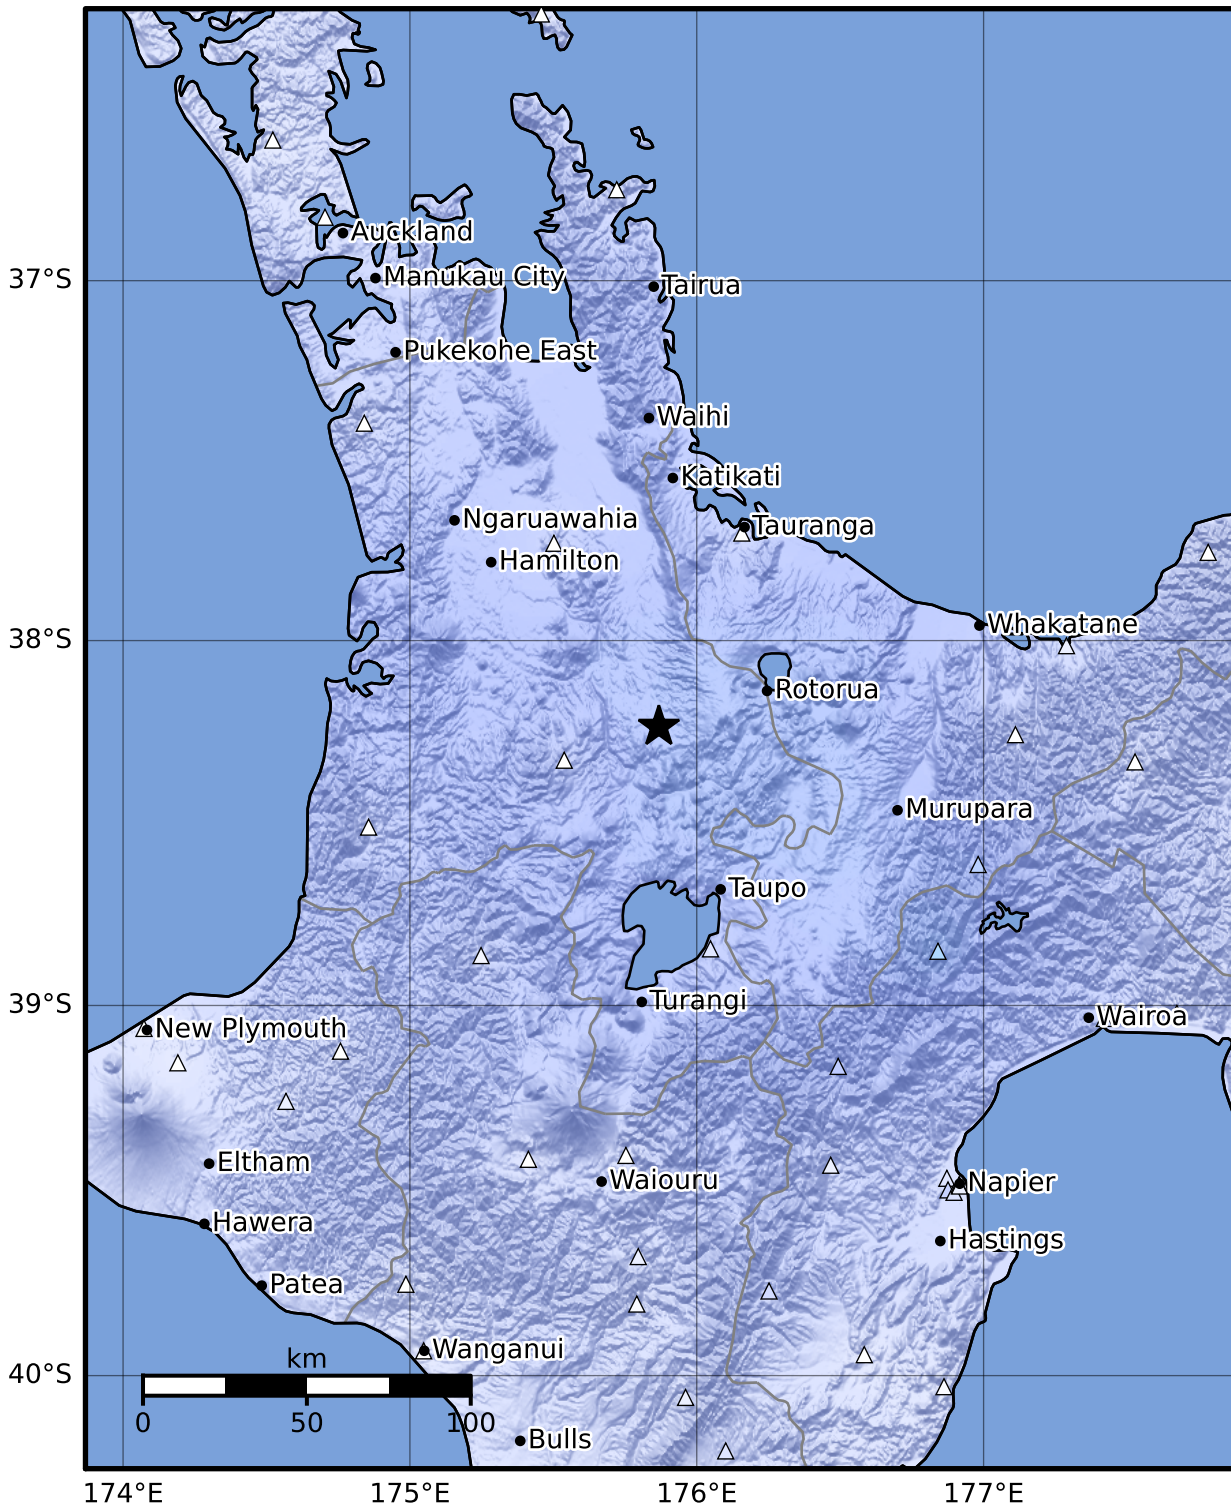 Auckland
Manukau City
37°S
Tairua
Pukekohe East
Waihi
Katikati
Ngaruawahia
Tauranga
Hamilton
Whakatane
38°S
Rotorua
Murupara
Taupo
Turangi
39°S
Wairoa
New Plymouth
Eltham
Waiouru
Napier
Hawera
Hastings
Patea
Wanganui
km
40°S
0 50 100
Bulls
174°E 175°E 176°E 177°E